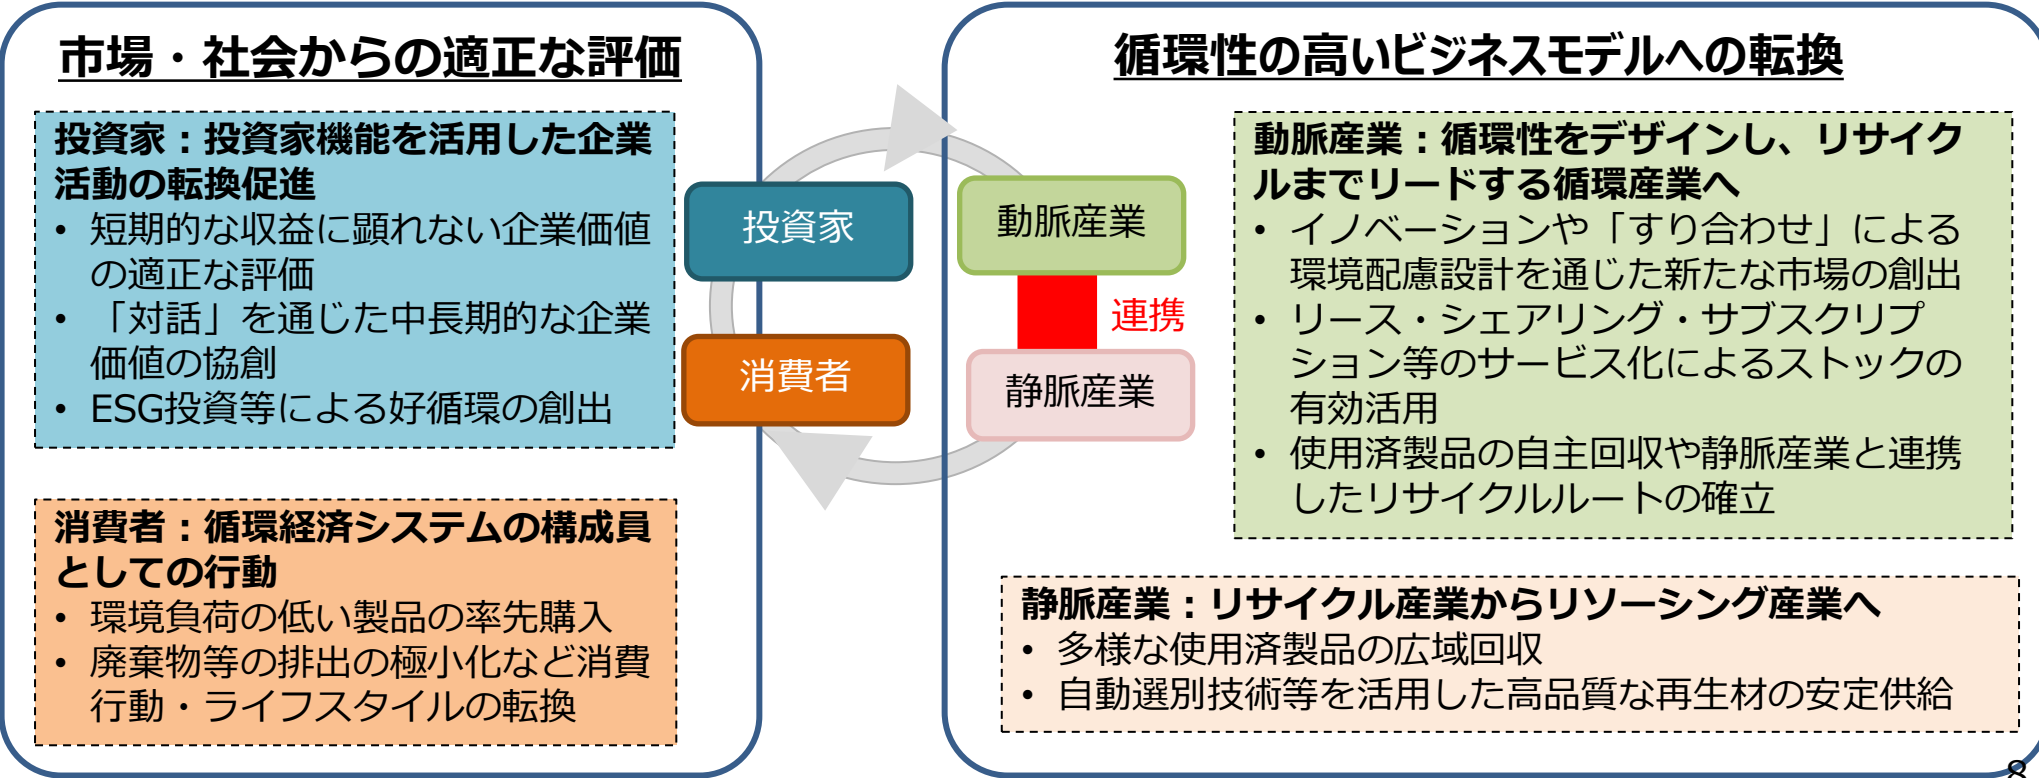 市場・社会からの適正な評価
投資家：投資家機能を活用した企業
活動の転換促進
• 短期的な収益に顕れない企業価値
の適正な評価
• 「対話」を通じた中長期的な企業
価値の協創
• ESG投資等による好循環の創出
消費者：循環経済システムの構成員
としての行動
• 環境負荷の低い製品の率先購入
• 廃棄物等の排出の極小化など消費
行動・ライフスタイルの転換
投資家
消費者
動脈産業
連携
静脈産業
循環性の高いビジネスモデルへの転換
動脈産業：循環性をデザインし、リサイク
ルまでリードする循環産業へ
• イノベーションや「すり合わせ」による
環境配慮設計を通じた新たな市場の創出
• リース・シェアリング・サブスクリプ
ション等のサービス化によるストックの
有効活用
• 使用済製品の自主回収や静脈産業と連携
したリサイクルルートの確立
静脈産業：リサイクル産業からリソーシング産業へ
• 多様な使用済製品の広域回収
• 自動選別技術等を活用した高品質な再生材の安定供給
8